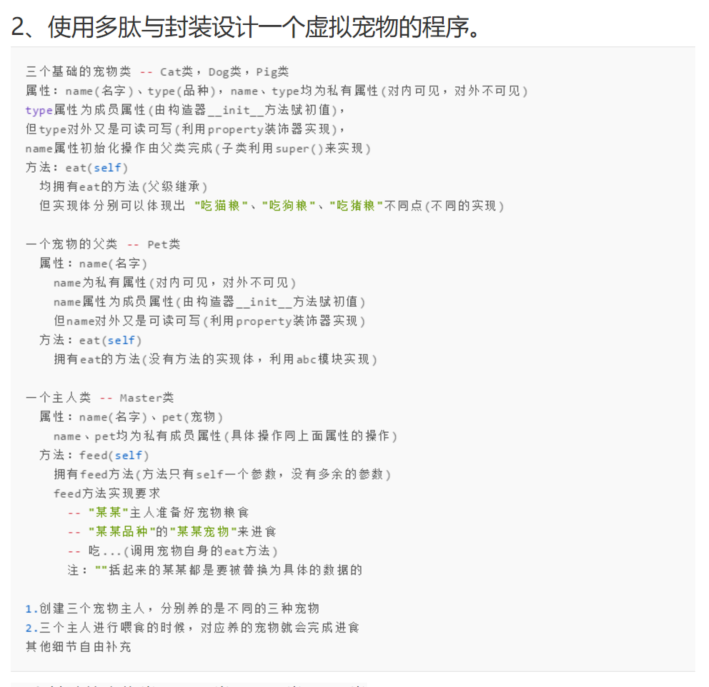 2、使用多肽与封装设计一个虚拟宠物的程序。
三个基础的宠物类 -- Cat类，Dog类，Pig类
属性：name(名字)、type(品种)，name、type均为私有属性(对内可见，对外不可见)
type属性为成员属性(由构造器__init__方法赋初值)，
但type对外又是可读可写(利用property装饰器实现)，
name属性初始化操作由父类完成(子类利用super()来实现)
方法：eat(self)
均拥有eat的方法(父级继承)
但实现体分别可以体现出 "吃猫粮"、"吃狗粮"、"吃猪粮"不同点(不同的实现)
一个宠物的父类 -- Pet类
属性：name(名字)
name为私有属性(对内可见，对外不可见)
name属性为成员属性(由构造器__init__方法赋初值)
但name对外又是可读可写(利用property装饰器实现)
方法：eat(self)
拥有eat的方法(没有方法的实现体，利用abc模块实现)
一个主人类 -- Master类
属性：name(名字)、pet(宠物)
name、pet均为私有成员属性(具体操作同上面属性的操作)
方法：feed(self)
拥有feed方法(方法只有self一个参数，没有多余的参数)
feed方法实现要求
-- "某某"主人准备好宠物粮食
-- "某某品种"的"某某宠物"来进食
-- 吃...(调用宠物自身的eat方法)
注：""括起来的某某都是要被替换为具体的数据的
1.创建三个宠物主人，分别养的是不同的三种宠物
2.三个主人进行喂食的时候，对应养的宠物就会完成进食
其他细节自由补充